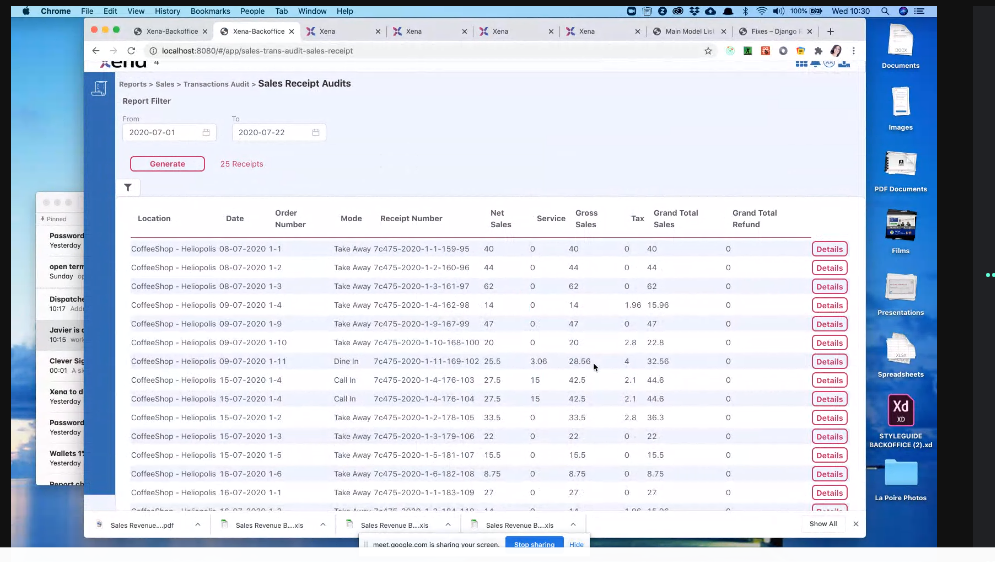 Chrome File Edit View History Bookmarks People Tab Window Help 100% Wed 10:30
Xena-Backoffice Xena-Backoffice Xena Xena Xena Xena Main Model List Fixes – Django
localhost:8080/#/app/sales-trans-audit-sales-receipt
xena 4
Reports > Sales > Transactions Audit > Sales Receipt Audits
Report Filter
From To
2020-07-01 2020-07-22
Generate 25 Receipts
Location Date Order Number Mode Receipt Number Net Sales Service Gross Sales Tax Grand Total Sales Grand Total Refund
CoffeeShop - Heliopolis 08-07-2020 1-1 Take Away 7c475-2020-1-1-159-95 40 0 40 0 40 0 Details
CoffeeShop - Heliopolis 08-07-2020 1-2 Take Away 7c475-2020-1-2-160-96 44 0 44 0 44 0 Details
CoffeeShop - Heliopolis 08-07-2020 1-3 Take Away 7c475-2020-1-3-161-97 62 0 62 0 62 0 Details
CoffeeShop - Heliopolis 09-07-2020 1-4 Take Away 7c475-2020-1-4-162-98 14 0 14 1.96 15.96 0 Details
CoffeeShop - Heliopolis 09-07-2020 1-9 Take Away 7c475-2020-1-9-167-99 47 0 47 0 47 0 Details
CoffeeShop - Heliopolis 09-07-2020 1-10 Take Away 7c475-2020-1-10-168-100 20 0 20 2.8 22.8 0 Details
CoffeeShop - Heliopolis 09-07-2020 1-11 Dine In 7c475-2020-1-11-169-102 25.5 3.06 28.56 4 32.56 0 Details
CoffeeShop - Heliopolis 15-07-2020 1-4 Call In 7c475-2020-1-4-176-103 27.5 15 42.5 2.1 44.6 0 Details
CoffeeShop - Heliopolis 15-07-2020 1-4 Call In 7c475-2020-1-4-176-104 27.5 15 42.5 2.1 44.6 0 Details
CoffeeShop - Heliopolis 15-07-2020 1-2 Take Away 7c475-2020-1-2-178-105 33.5 0 33.5 2.8 36.3 0 Details
CoffeeShop - Heliopolis 15-07-2020 1-3 Take Away 7c475-2020-1-3-179-106 22 0 22 0 22 0 Details
CoffeeShop - Heliopolis 15-07-2020 1-5 Take Away 7c475-2020-1-5-181-107 15.5 0 15.5 0 15.5 0 Details
CoffeeShop - Heliopolis 16-07-2020 1-6 Take Away 7c475-2020-1-6-182-108 8.75 0 8.75 0 8.75 0 Details
CoffeeShop - Heliopolis 16-07-2020 1-1 Take Away 7c475-2020-1-1-183-109 27 0 27 0 27 0 Details
Sales Revenue....pdf Sales Revenue B....xls Sales Revenue B....xls Sales Revenue B....xls Show All
meet.google.com is sharing your screen. Stop sharing Hide
Pinned
Password
Yesterday
open term
Sunday
Dispatche
10:17
Javier is
10:15
Clever Sig
00:01
Xena to d
Yesterday
Password
Yesterday
Wallets 1
Yesterday
Report ch
Documents
Images
PDF Documents
Films
Presentations
Spreadsheets
Xd
STYLEGUIDE
BACKOFFICE (2).xd
La Poire Photos